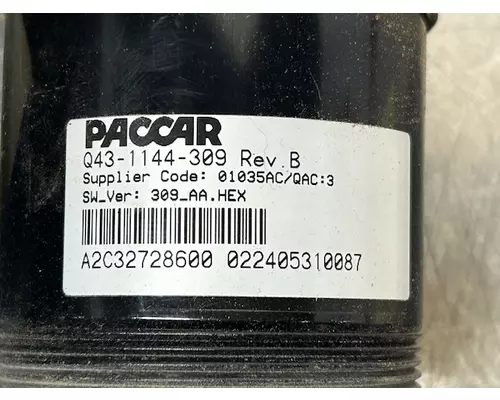 PACCAR
Q43-1144-309 Rev.B
Supplier Code: 01035AC/QAC:3
SW_Ver: 309_AA.HEX
A2C32728600 022405310087